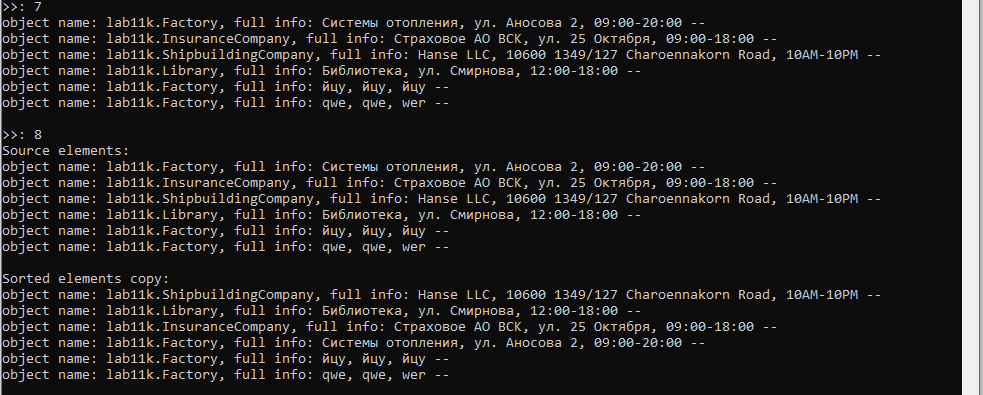 >>: 7
object name: lab11k.Factory, full info: Системы отопления, ул. Аносова 2, 09:00-20:00 --
object name: lab11k.InsuranceCompany, full info: Страховое АО ВСК, ул. 25 Октября, 09:00-18:00 --
object name: lab11k.ShipbuildingCompany, full info: Hanse LLC, 10600 1349/127 Charoennakorn Road, 10AM-10PM --
object name: lab11k.Library, full info: Библиотека, ул. Смирнова, 12:00-18:00 --
object name: lab11k.Factory, full info: йцу, йцу, йцу --
object name: lab11k.Factory, full info: qwe, qwe, wer --
>>: 8
Source elements:
object name: lab11k.Factory, full info: Системы отопления, ул. Аносова 2, 09:00-20:00 --
object name: lab11k.InsuranceCompany, full info: Страховое АО ВСК, ул. 25 Октября, 09:00-18:00 --
object name: lab11k.ShipbuildingCompany, full info: Hanse LLC, 10600 1349/127 Charoennakorn Road, 10AM-10PM --
object name: lab11k.Library, full info: Библиотека, ул. Смирнова, 12:00-18:00 --
object name: lab11k.Factory, full info: йцу, йцу, йцу --
object name: lab11k.Factory, full info: qwe, qwe, wer --
Sorted elements copy:
object name: lab11k.ShipbuildingCompany, full info: Hanse LLC, 10600 1349/127 Charoennakorn Road, 10AM-10PM --
object name: lab11k.Library, full info: Библиотека, ул. Смирнова, 12:00-18:00 --
object name: lab11k.InsuranceCompany, full info: Страховое АО ВСК, ул. 25 Октября, 09:00-18:00 --
object name: lab11k.Factory, full info: Системы отопления, ул. Аносова 2, 09:00-20:00 --
object name: lab11k.Factory, full info: йцу, йцу, йцу --
object name: lab11k.Factory, full info: qwe, qwe, wer --